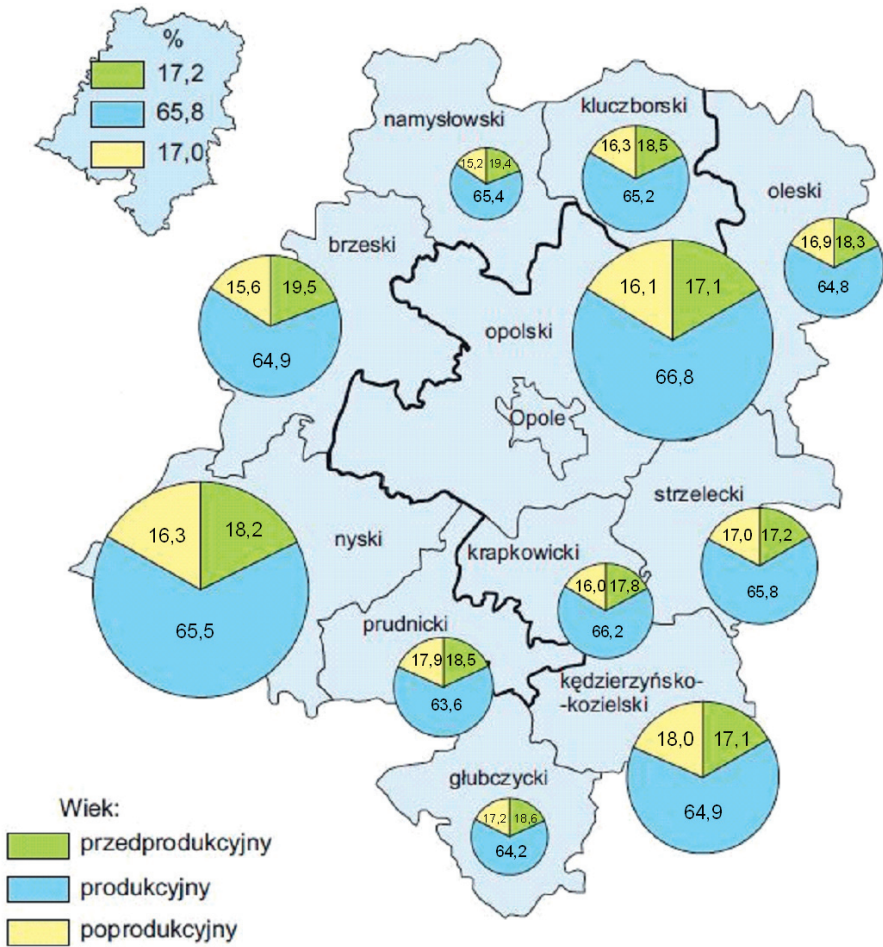 %
17,2
65,8
17,0
namysłowski
15,2 19,4
65,4
kluczborski
16,3 18,5
65,2
oleski
16,9 18,3
64,8
brzeski
15,6 19,5
64,9
opolski
16,1 17,1
66,8
Opole
nyski
16,3 18,2
65,5
strzelecki
17,0 17,2
65,8
krapkowicki
16,0 17,8
66,2
prudnicki
17,9 18,5
63,6
kędzierzyńsko-
-kozielski
18,0 17,1
64,9
głubczycki
17,2 18,6
64,2
Wiek:
przedprodukcyjny
produkcyjny
poprodukcyjny